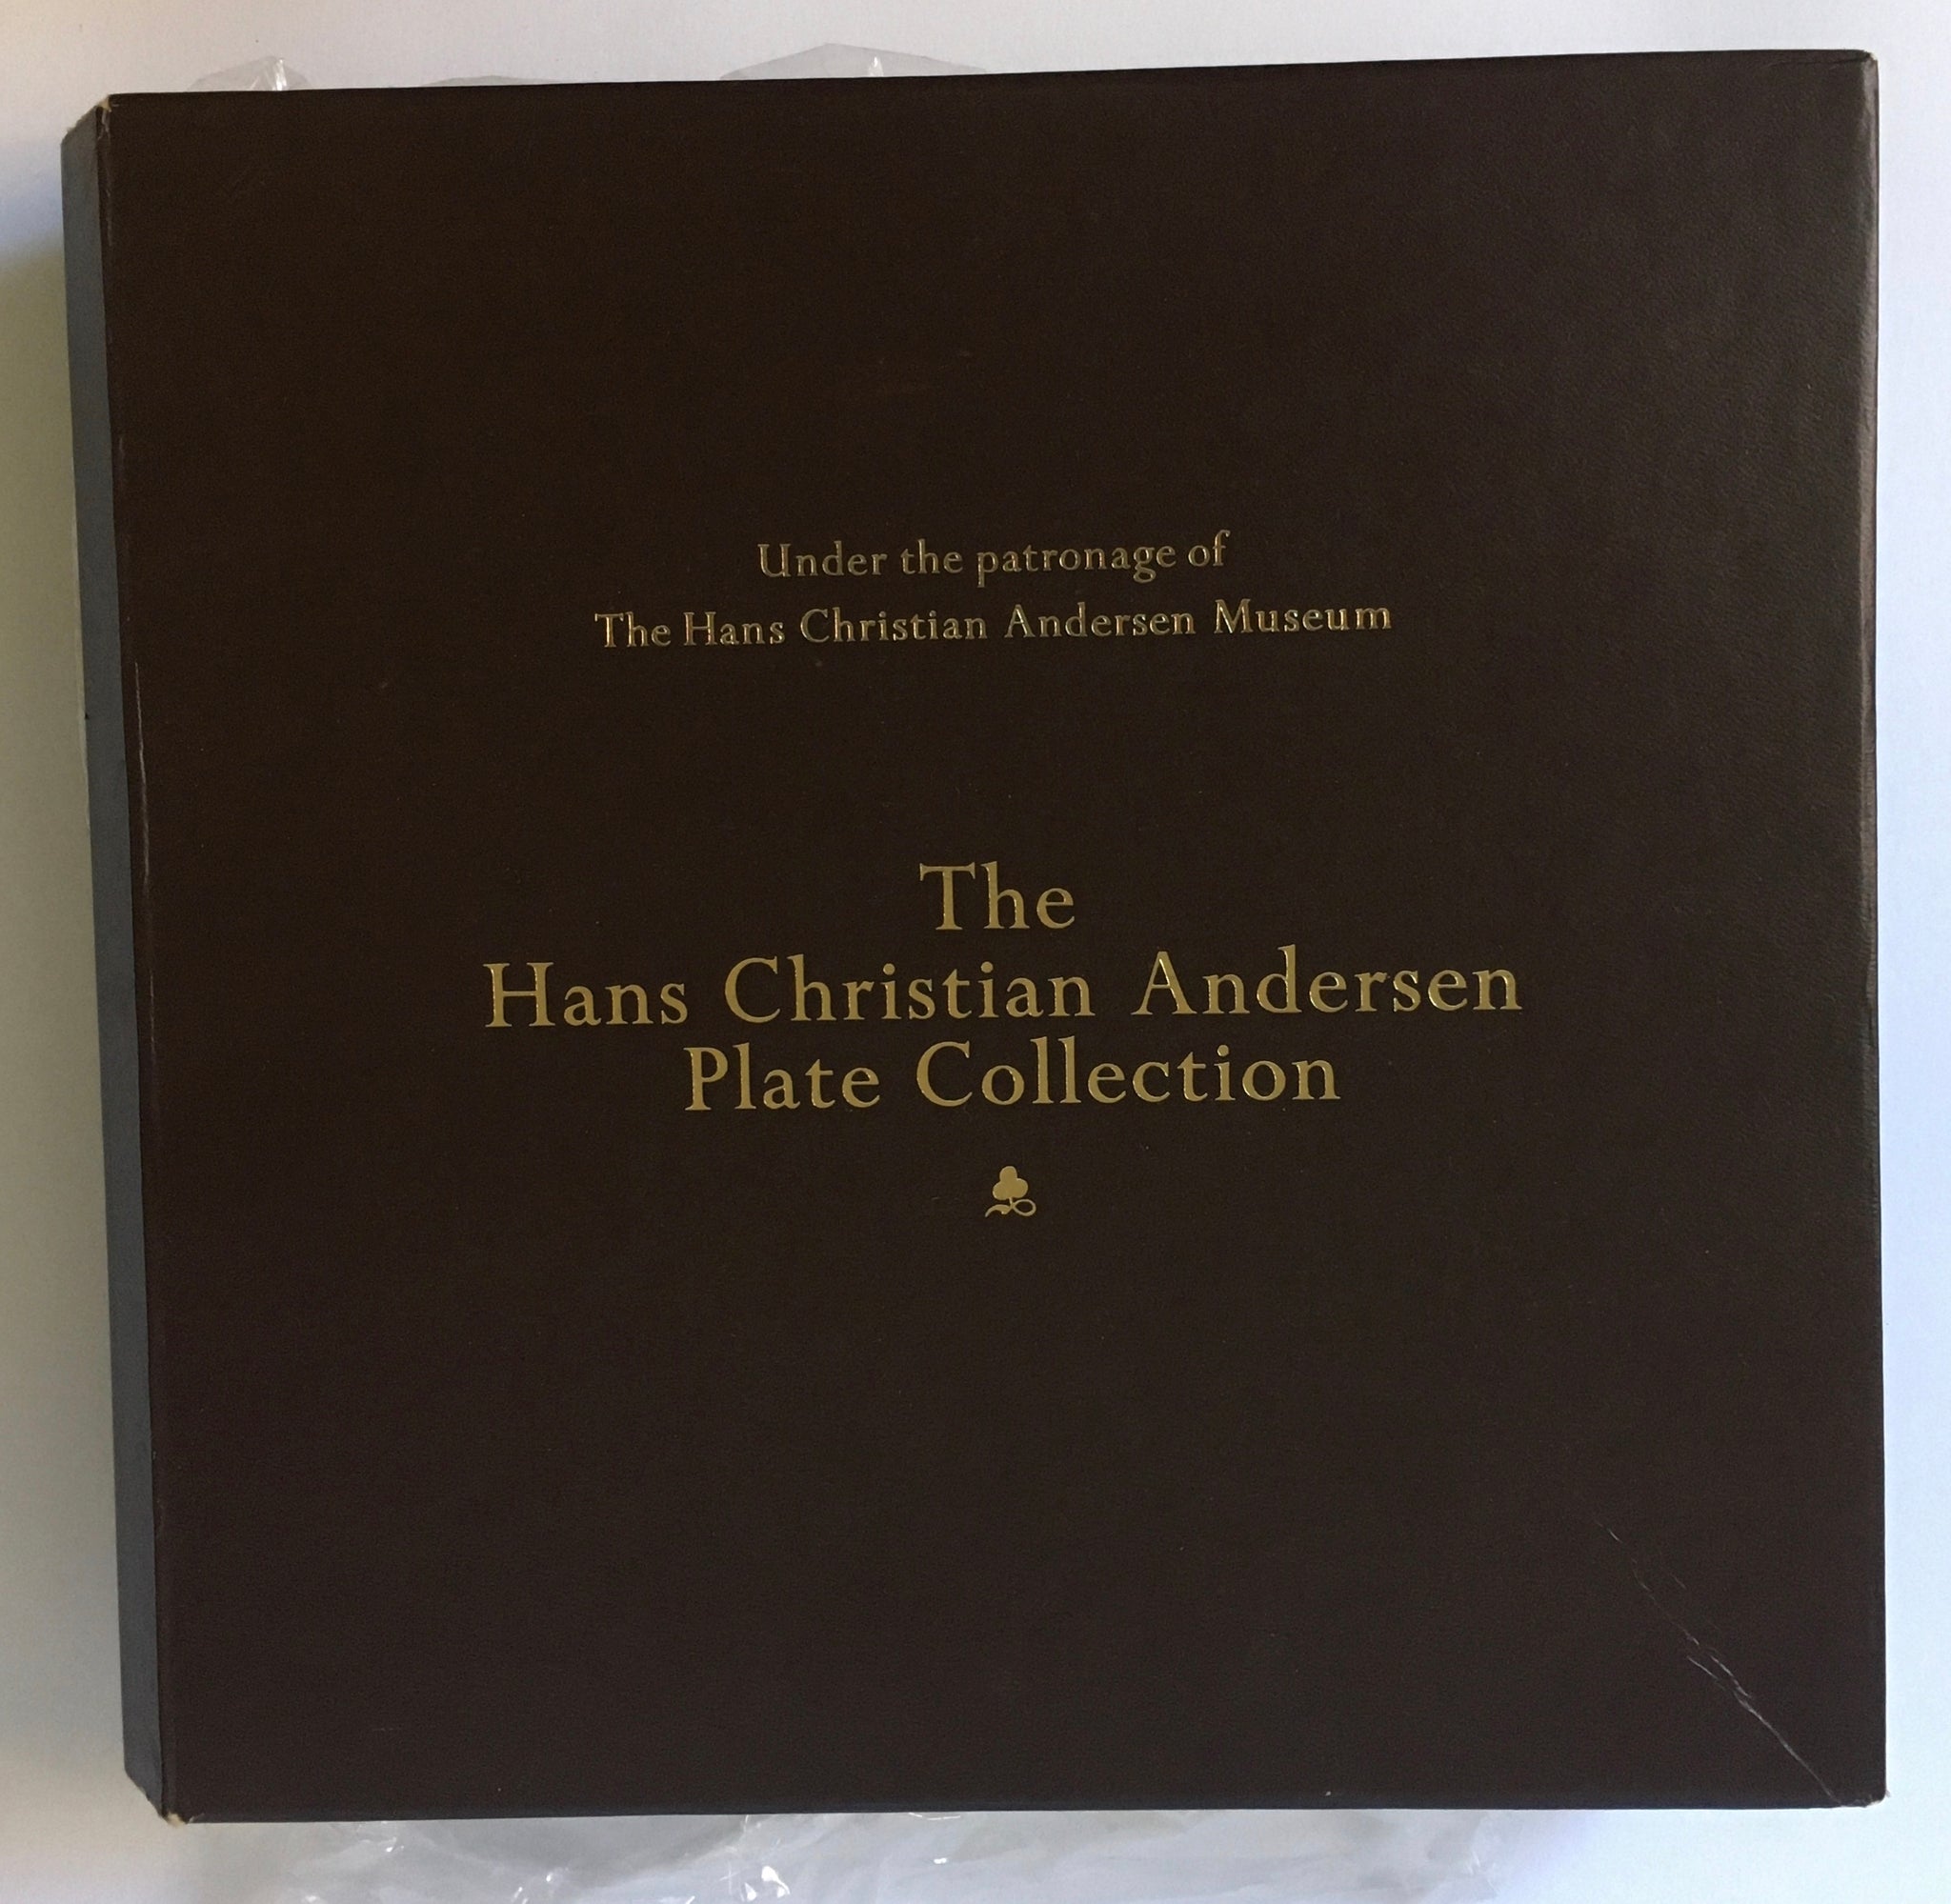 Under the patronage of
The Hans Christian Andersen Museum
The
Hans Christian Andersen
Plate Collection